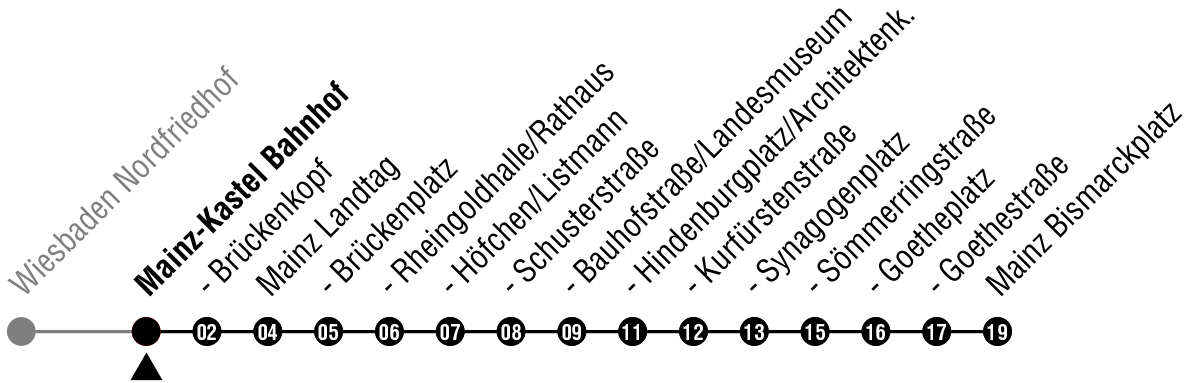 Wiesbaden Nordfriedhof
Mainz-Kastel Bahnhof
- Brückenkopf
Mainz Landtag
- Brückenplatz
- Rheingoldhalle/Rathaus
- Höfchen/Listmann
- Schusterstraße
- Bauhofstraße/Landesmuseum
- Hindenburgplatz/Architektenk.
- Kurfürstenstraße
- Synagogenplatz
- Sömmerringstraße
- Goetheplatz
- Goethestraße
Mainz Bismarckplatz
02 04 05 06 07 08 09 11 12 13 15 16 17 19